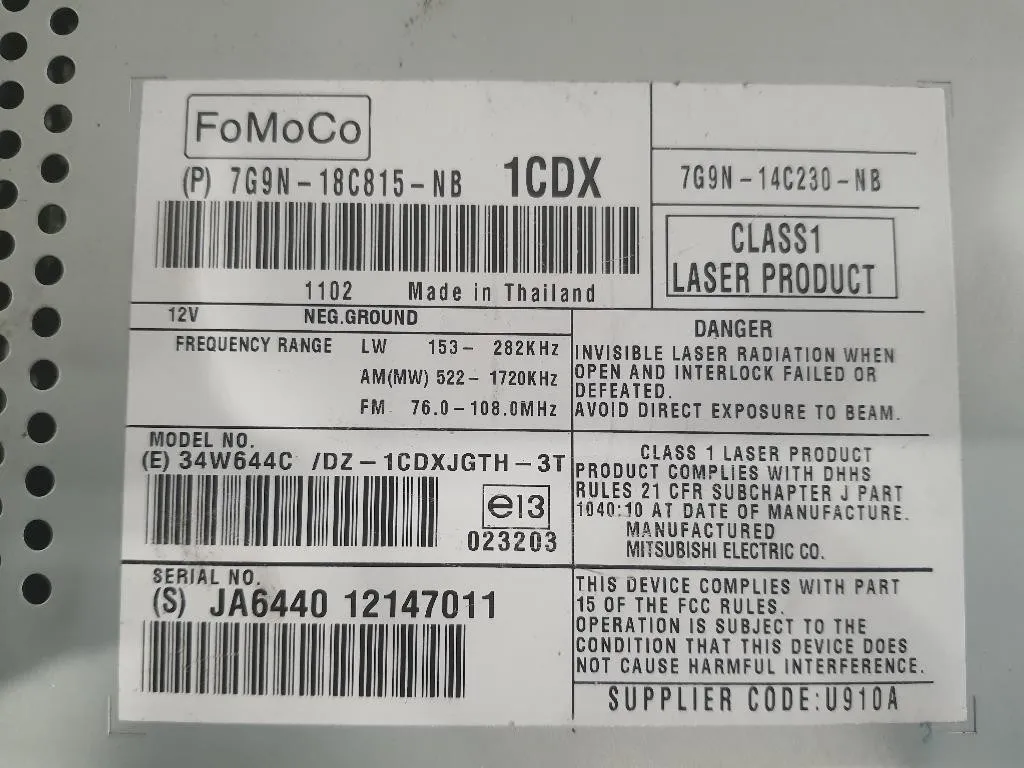 FoMoCo
(P) 7G9N-18C815-NB 1CDX
1102 Made in Thailand
7G9N-14C230-NB
CLASS1
LASER PRODUCT
12V NEG.GROUND
FREQUENCY RANGE LW 153- 282KHz
AM(MW) 522- 1720KHz
FM 76.0-108.0MHz
DANGER
INVISIBLE LASER RADIATION WHEN
OPEN AND INTERLOCK FAILED OR
DEFEATED.
AVOID DIRECT EXPOSURE TO BEAM.
MODEL NO.
(E) 34W644C /DZ-1CDXJGTH-3T
e13
023203
CLASS 1 LASER PRODUCT
PRODUCT COMPLIES WITH DHHS
RULES 21 CFR SUBCHAPTER J PART
1040:10 AT DATE OF MANUFACTURE.
MANUFACTURED
MITSUBISHI ELECTRIC CO.
SERIAL NO.
(S) JA6440 12147011
THIS DEVICE COMPLIES WITH PART
15 OF THE FCC RULES.
OPERATION IS SUBJECT TO THE
CONDITION THAT THIS DEVICE DOES
NOT CAUSE HARMFUL INTERFERENCE.
SUPPLIER CODE:U910A